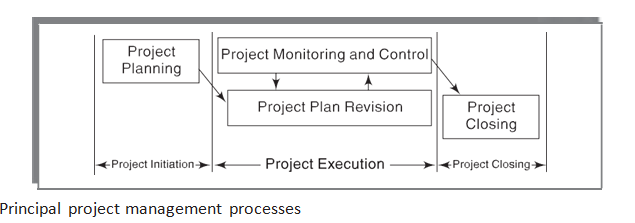 Project
Planning
Project Monitoring and Control
Project Plan Revision
Project
Closing
Project Initiation
Project Execution
Project Closing
Principal project management processes